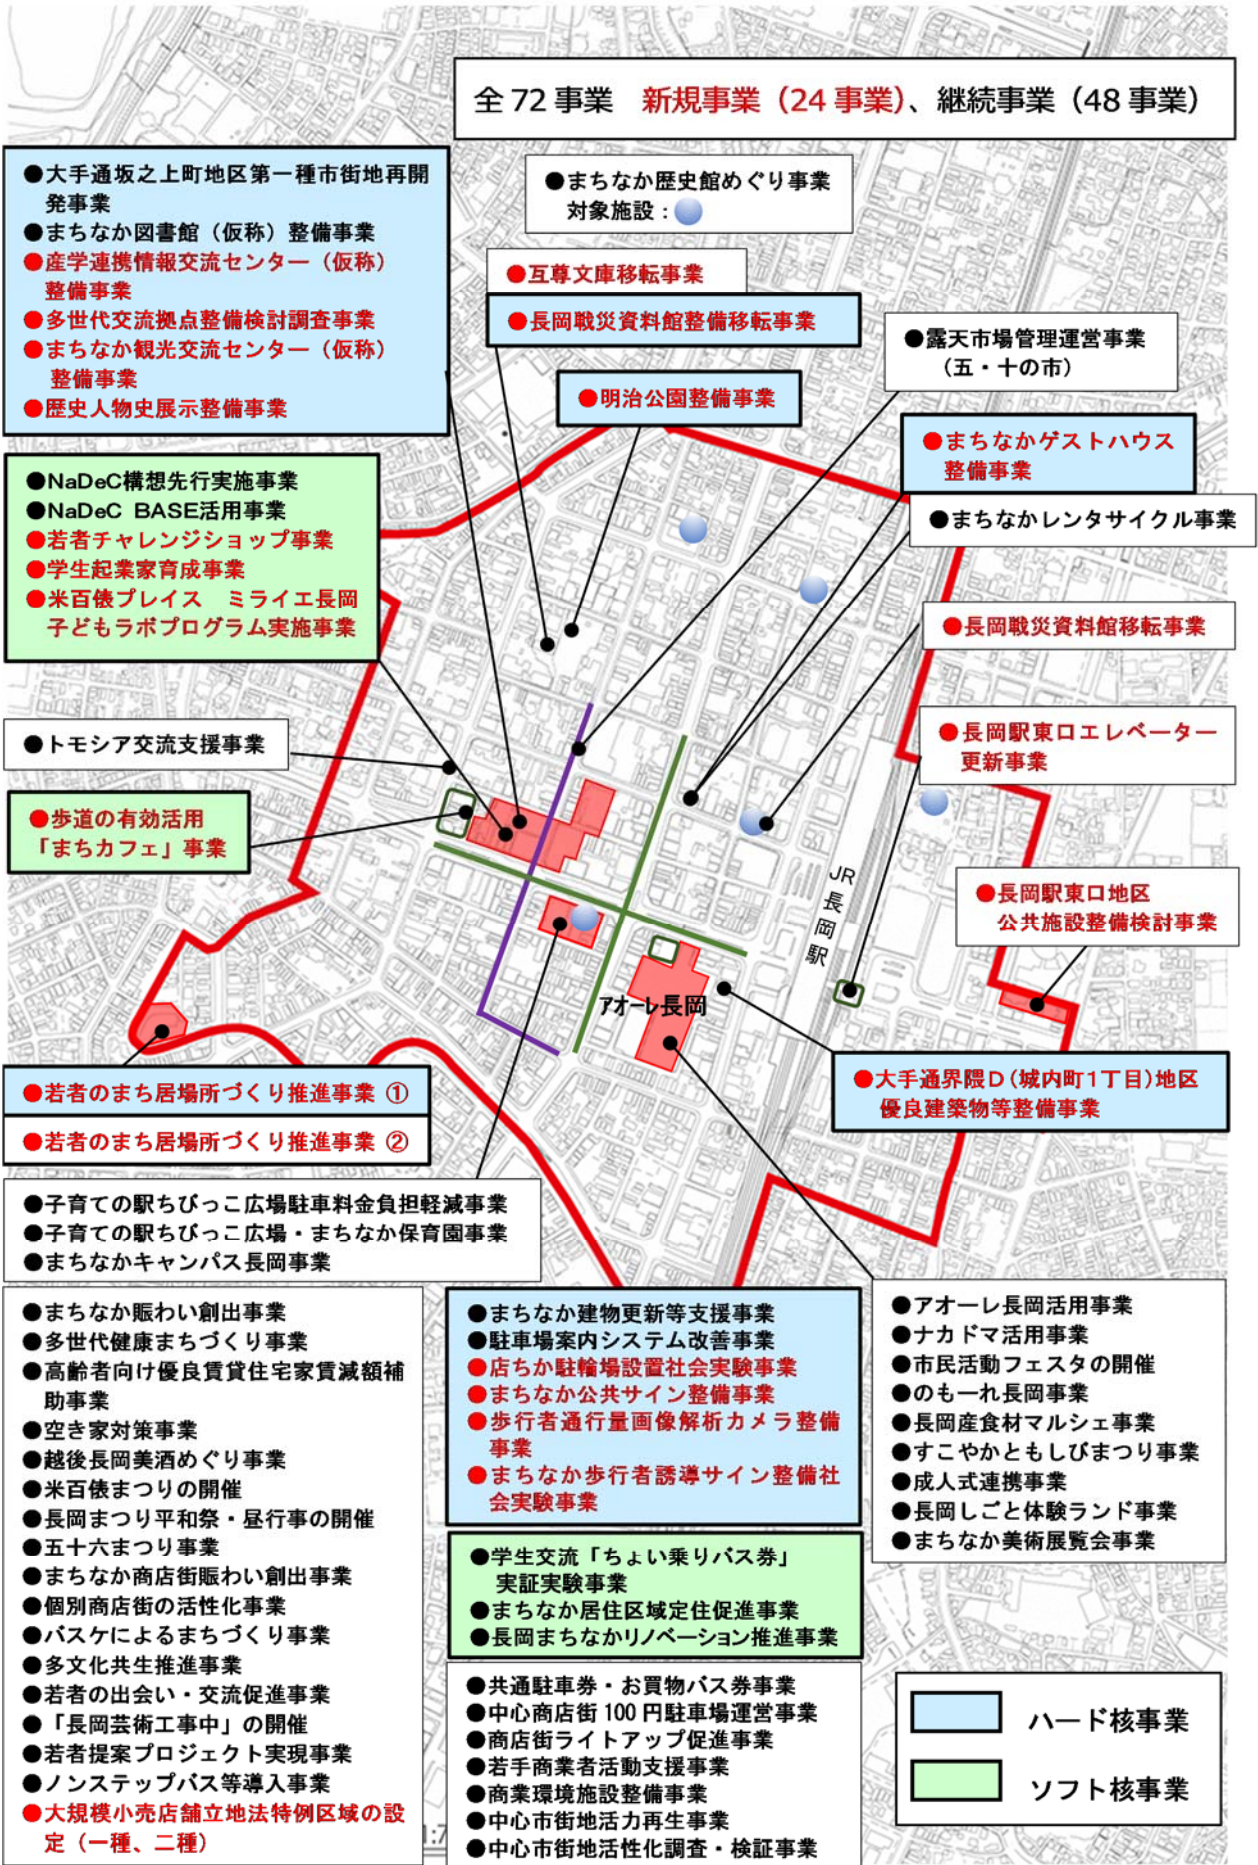 全72事業 新規事業（24事業）、継続事業（48事業）
●大手通坂之上町地区第一種市街地再開
発事業
●まちなか図書館（仮称）整備事業
●産学連携情報交流センター（仮称）
整備事業
●多世代交流拠点整備検討調査事業
●まちなか観光交流センター（仮称）
整備事業
●歴史人物史展示整備事業
●まちなか歴史館めぐり事業
対象施設：
●互尊文庫移転事業
●長岡戦災資料館整備移転事業
●明治公園整備事業
●露天市場管理運営事業
（五・十の市）
●まちなかゲストハウス
整備事業
●まちなかレンタサイクル事業
●NaDeC構想先行実施事業
●NaDeC BASE活用事業
●若者チャレンジショップ事業
●学生起業家育成事業
●米百俵プレイス ミライエ長岡
子どもラボプログラム実施事業
●長岡戦災資料館移転事業
●トモシア交流支援事業
●長岡駅東口エレベーター
更新事業
●歩道の有効活用
「まちカフェ」事業
JR長岡駅
●長岡駅東口地区
公共施設整備検討事業
アオーレ長岡
●若者のまち居場所づくり推進事業 ①
●若者のまち居場所づくり推進事業 ②
●大手通界隈D（城内町1丁目）地区
優良建築物等整備事業
●子育ての駅ちびっこ広場駐車料金負担軽減事業
●子育ての駅ちびっこ広場・まちなか保育園事業
●まちなかキャンパス長岡事業
●まちなか賑わい創出事業
●多世代健康まちづくり事業
●高齢者向け優良賃貸住宅家賃減額補
助事業
●空き家対策事業
●越後長岡美酒めぐり事業
●米百俵まつりの開催
●長岡まつり平和祭・昼行事の開催
●五十六まつり事業
●まちなか商店街賑わい創出事業
●個別商店街の活性化事業
●バスケによるまちづくり事業
●多文化共生推進事業
●若者の出会い・交流促進事業
●「長岡芸術工事中」の開催
●若者提案プロジェクト実現事業
●ノンステップバス等導入事業
●大規模小売店舗立地法特例区域の設
定（一種、二種）
●まちなか建物更新等支援事業
●駐車場案内システム改善事業
●店ちか駐輪場設置社会実験事業
●まちなか公共サイン整備事業
●歩行者通行量画像解析カメラ整備
事業
●まちなか歩行者誘導サイン整備社
会実験事業
●学生交流「ちょい乗りバス券」
実証実験事業
●まちなか居住区域定住促進事業
●長岡まちなかリノベーション推進事業
●共通駐車券・お買物バス券事業
●中心商店街100円駐車場運営事業
●商店街ライトアップ促進事業
●若手商業者活動支援事業
●商業環境施設整備事業
●中心市街地活力再生事業
●中心市街地活性化調査・検証事業
●アオーレ長岡活用事業
●ナカドマ活用事業
●市民活動フェスタの開催
●のもーれ長岡事業
●長岡産食材マルシェ事業
●すこやかともしびまつり事業
●成人式連携事業
●長岡しごと体験ランド事業
●まちなか美術展覧会事業
ハード核事業
ソフト核事業